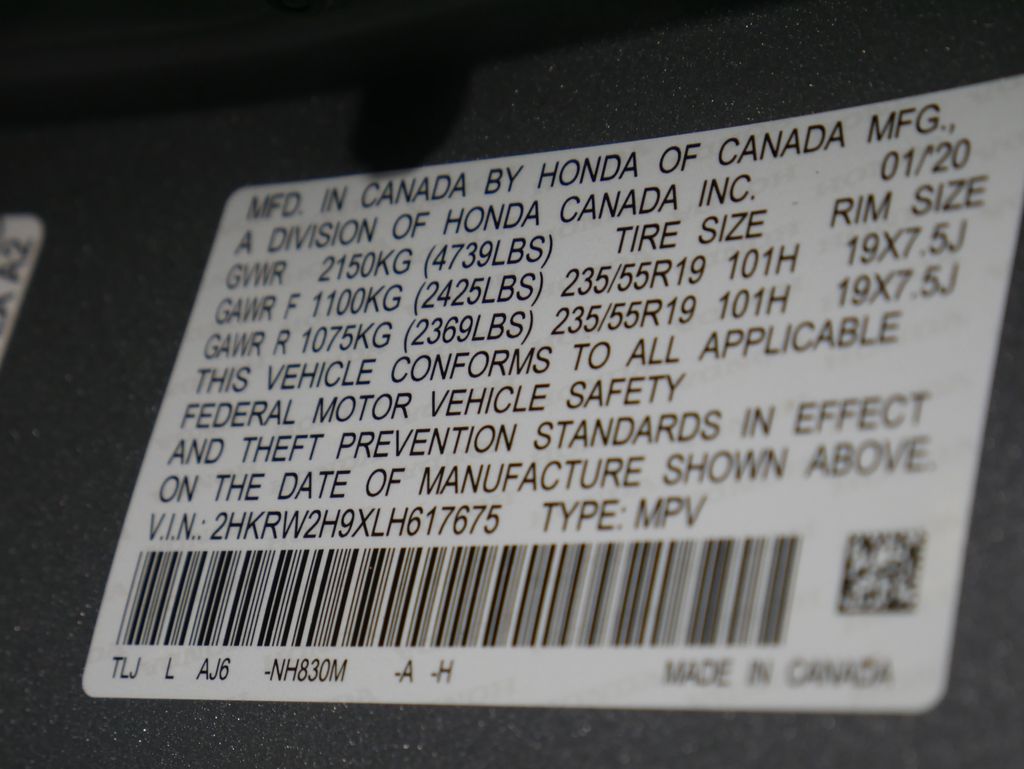 MFD. IN CANADA BY HONDA OF CANADA MFG.,
A DIVISION OF HONDA CANADA INC. 01/'20
GVWR 2150KG (4739LBS) TIRE SIZE RIM SIZE
GAWR F 1100KG (2425LBS) 235/55R19 101H 19X7.5J
GAWR R 1075KG (2369LBS) 235/55R19 101H 19X7.5J
THIS VEHICLE CONFORMS TO ALL APPLICABLE
FEDERAL MOTOR VEHICLE SAFETY
AND THEFT PREVENTION STANDARDS IN EFFECT
ON THE DATE OF MANUFACTURE SHOWN ABOVE.
V.I.N.: 2HKRW2H9XLH617675 TYPE: MPV
TLJ L AJ6 -NH830M -A -H MADE IN CANADA
A2